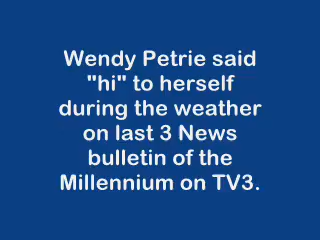 Wendy Petrie said
"hi" to herself
during the weather
on last 3 News
bulletin of the
Millennium on TV3.